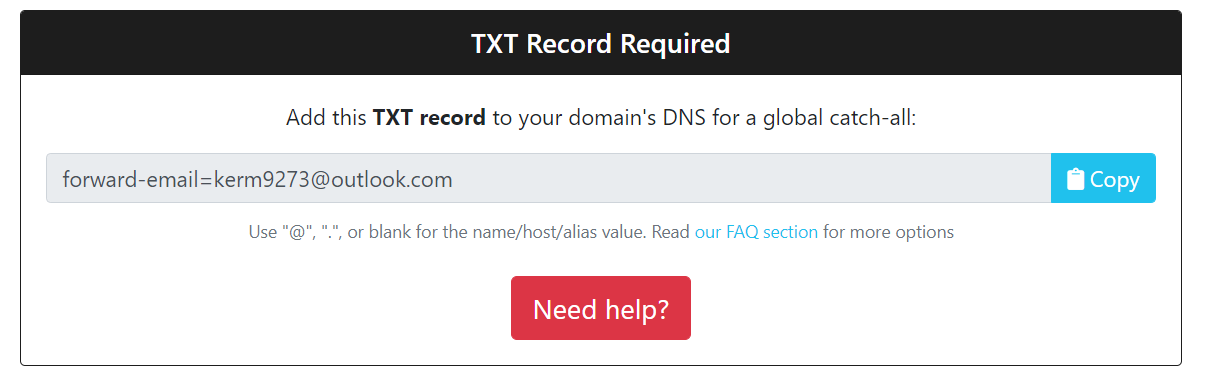 TXT Record Required
Add this TXT record to your domain's DNS for a global catch-all:
forward-email=kerm9273@outlook.com
Copy
Use "@", ".", or blank for the name/host/alias value. Read our FAQ section for more options
Need help?